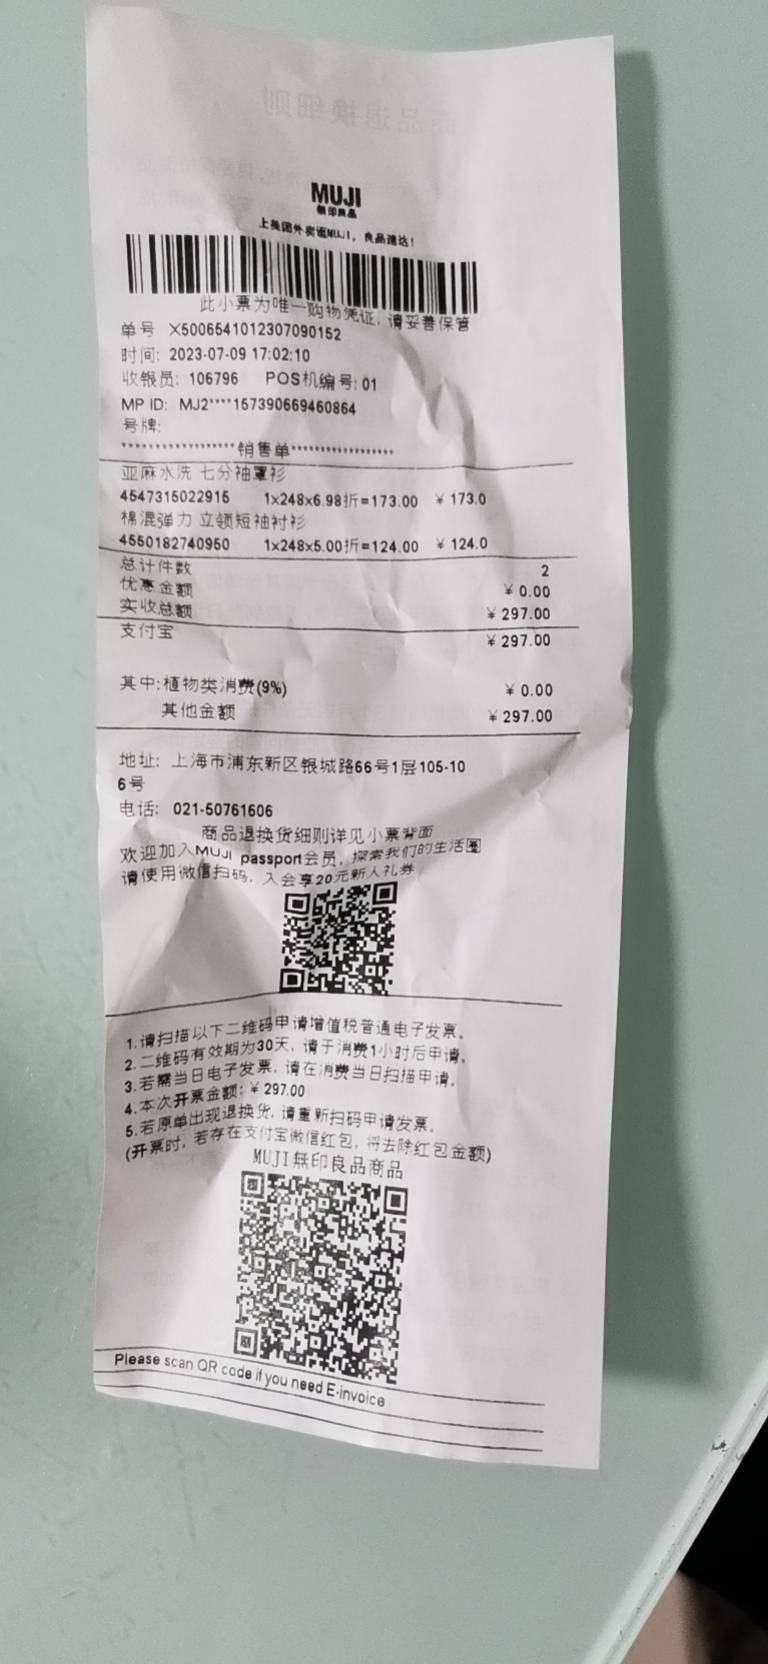 MUJI
無印良品
上美团外卖逛MUJI，良品速达！
此小票为唯一购物凭证，请妥善保管
单号 X5006541012307090152
时间: 2023-07-09 17:02:10
收银员: 106796 POS机编号: 01
MP ID: MJ2****157390669460864
号牌:
******************销售单******************
亚麻水洗 七分袖罩衫
4547315022915 1x248x6.98折=173.00 ￥173.0
棉混弹力 立领短袖衬衫
4550182740950 1x248x5.00折=124.00 ￥124.0
总计件数 2
优惠金额 ￥0.00
实收总额 ￥297.00
支付宝 ￥297.00
其中:植物类消费(9%) ￥0.00
其他金额 ￥297.00
地址: 上海市浦东新区银城路66号1层105-10
6号
电话: 021-50761606
商品退换货细则详见小票背面
欢迎加入MUJI passport会员, 探索我们的生活圈
请使用微信扫码, 入会享20元新人礼券
1.请扫描以下二维码申请增值税普通电子发票。
2.二维码有效期为30天, 请于消费1小时后申请。
3.若需当日电子发票, 请在消费当日扫描申请。
4.本次开票金额: ￥297.00
5.若原单出现退换货, 请重新扫码申请发票。
(开票时, 若存在支付宝微信红包, 将去除红包金额)
MUJI無印良品商品
Please scan QR code if you need E-invoice